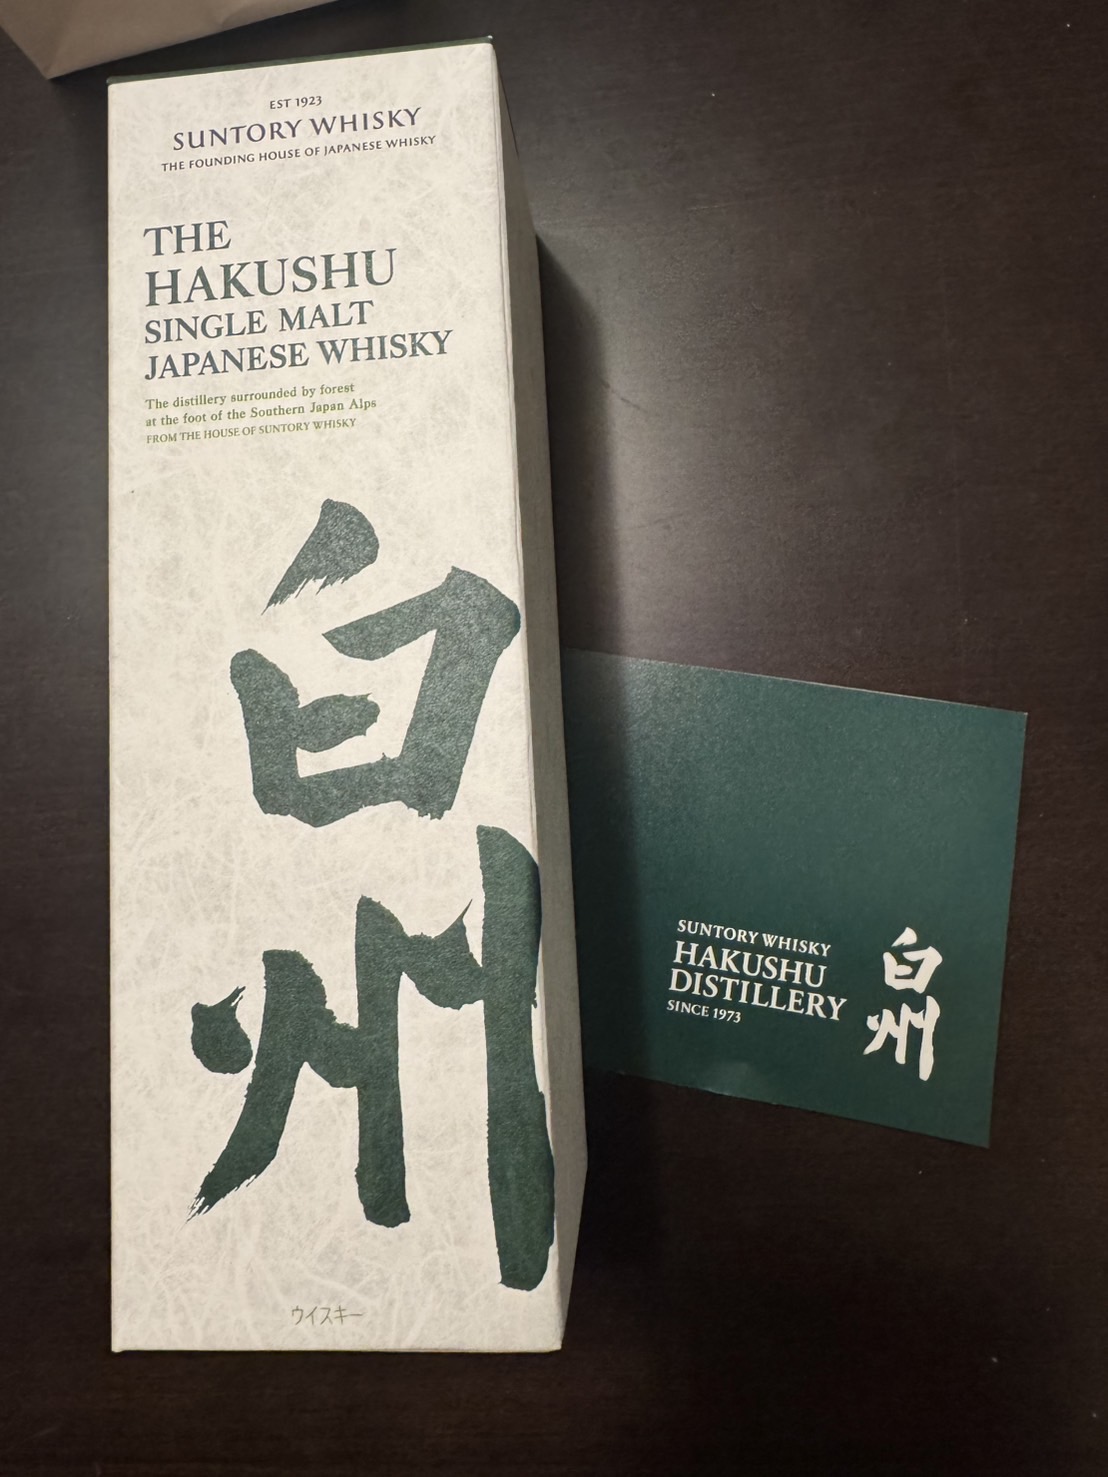 EST 1923
SUNTORY WHISKY
THE FOUNDING HOUSE OF JAPANESE WHISKY
THE
HAKUSHU
SINGLE MALT
JAPANESE WHISKY
The distillery surrounded by forest
at the foot of the Southern Japan Alps
FROM THE HOUSE OF SUNTORY WHISKY
白州
ウイスキー
SUNTORY WHISKY
HAKUSHU
DISTILLERY
SINCE 1973
白州